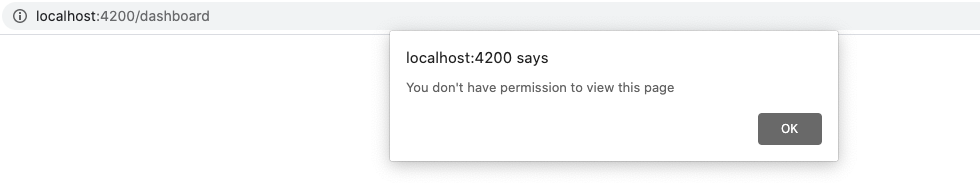 localhost:4200/dashboard
localhost:4200 says
You don't have permission to view this page
OK